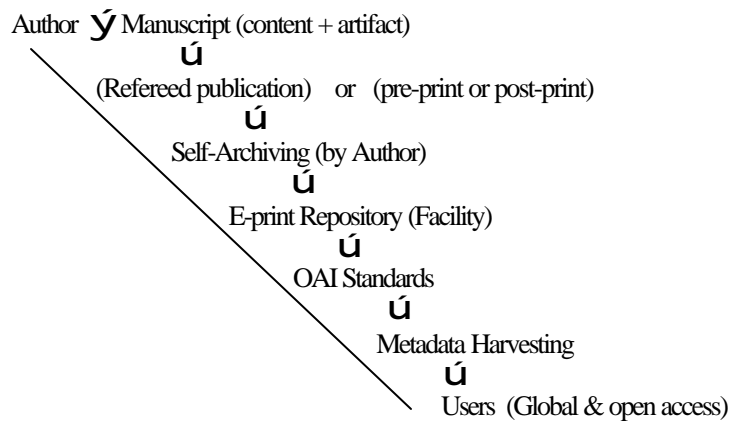 Author ý Manuscript (content + artifact)
ú
(Refereed publication) or (pre-print or post-print)
ú
Self-Archiving (by Author)
ú
E-print Repository (Facility)
ú
OAI Standards
ú
Metadata Harvesting
ú
Users (Global & open access)